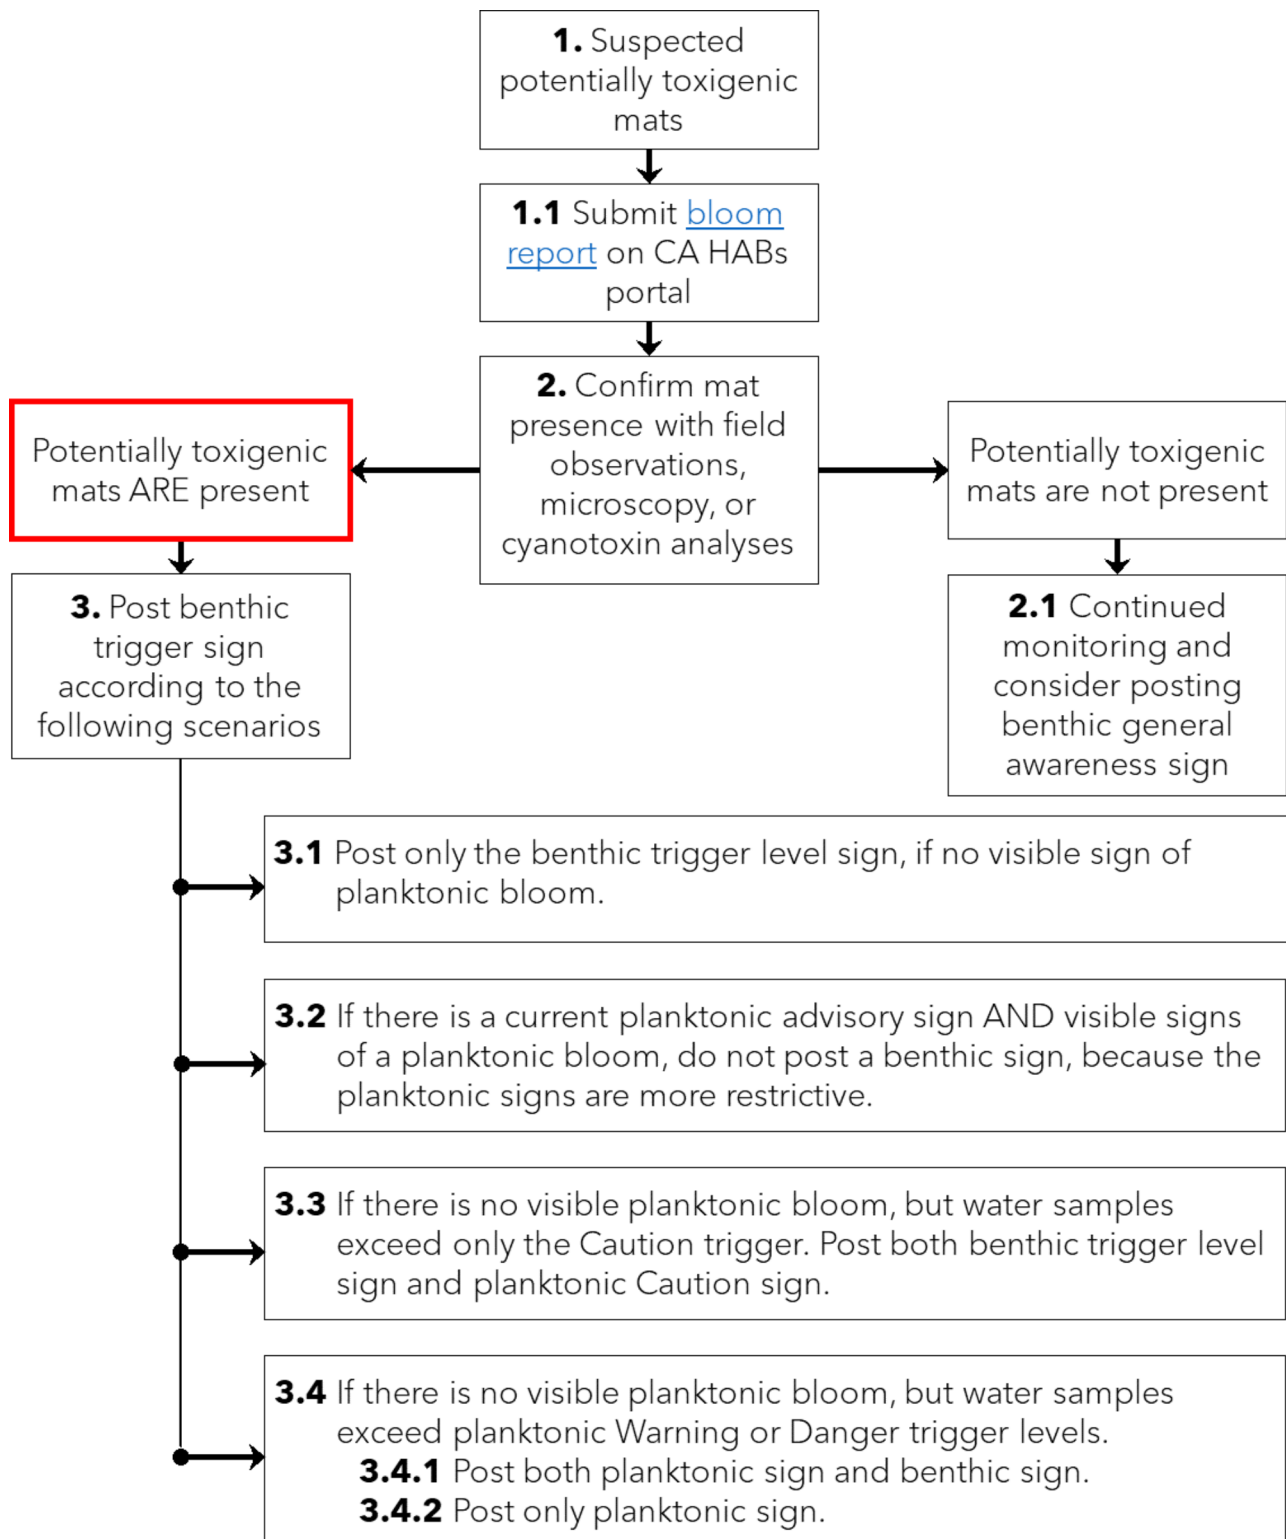 1. Suspected
potentially toxigenic
mats
1.1 Submit bloom
report on CA HABs
portal
2. Confirm mat
presence with field
observations,
microscopy, or
cyanotoxin analyses
Potentially toxigenic
mats ARE present
Potentially toxigenic
mats are not present
3. Post benthic
trigger sign
according to the
following scenarios
2.1 Continued
monitoring and
consider posting
benthic general
awareness sign
3.1 Post only the benthic trigger level sign, if no visible sign of
planktonic bloom.
3.2 If there is a current planktonic advisory sign AND visible signs
of a planktonic bloom, do not post a benthic sign, because the
planktonic signs are more restrictive.
3.3 If there is no visible planktonic bloom, but water samples
exceed only the Caution trigger. Post both benthic trigger level
sign and planktonic Caution sign.
3.4 If there is no visible planktonic bloom, but water samples
exceed planktonic Warning or Danger trigger levels.
3.4.1 Post both planktonic sign and benthic sign.
3.4.2 Post only planktonic sign.